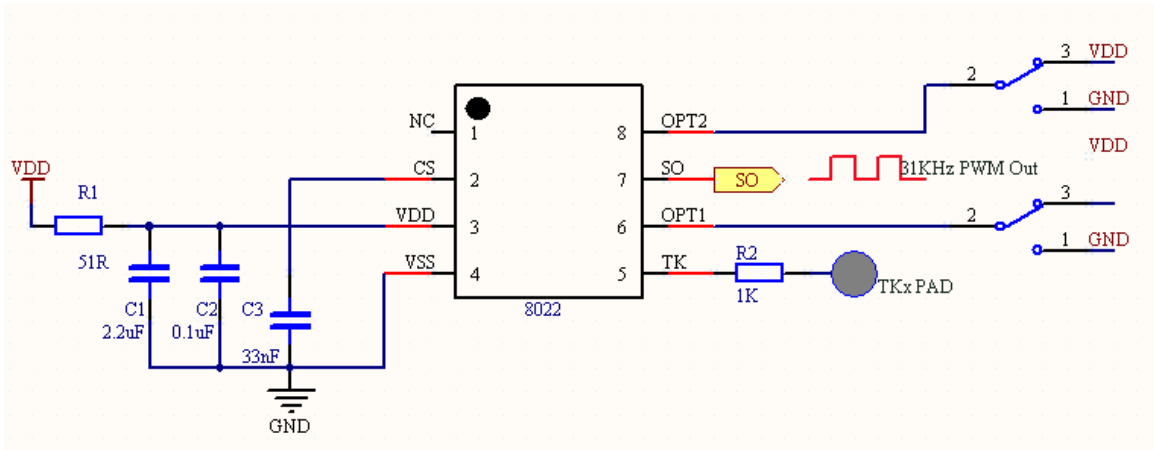 3 VDD
2
1 GND
NC 1
8 OPT2
VDD
VDD
CS 2
7 SO
SO
31KHz PWM Out
R1
3
VDD 3
6 OPT1
2
51R
1 GND
VSS 4
5 TK
R2
1K
TKx PAD
C1
2.2uF
C2
0.1uF
C3
33nF
8022
GND